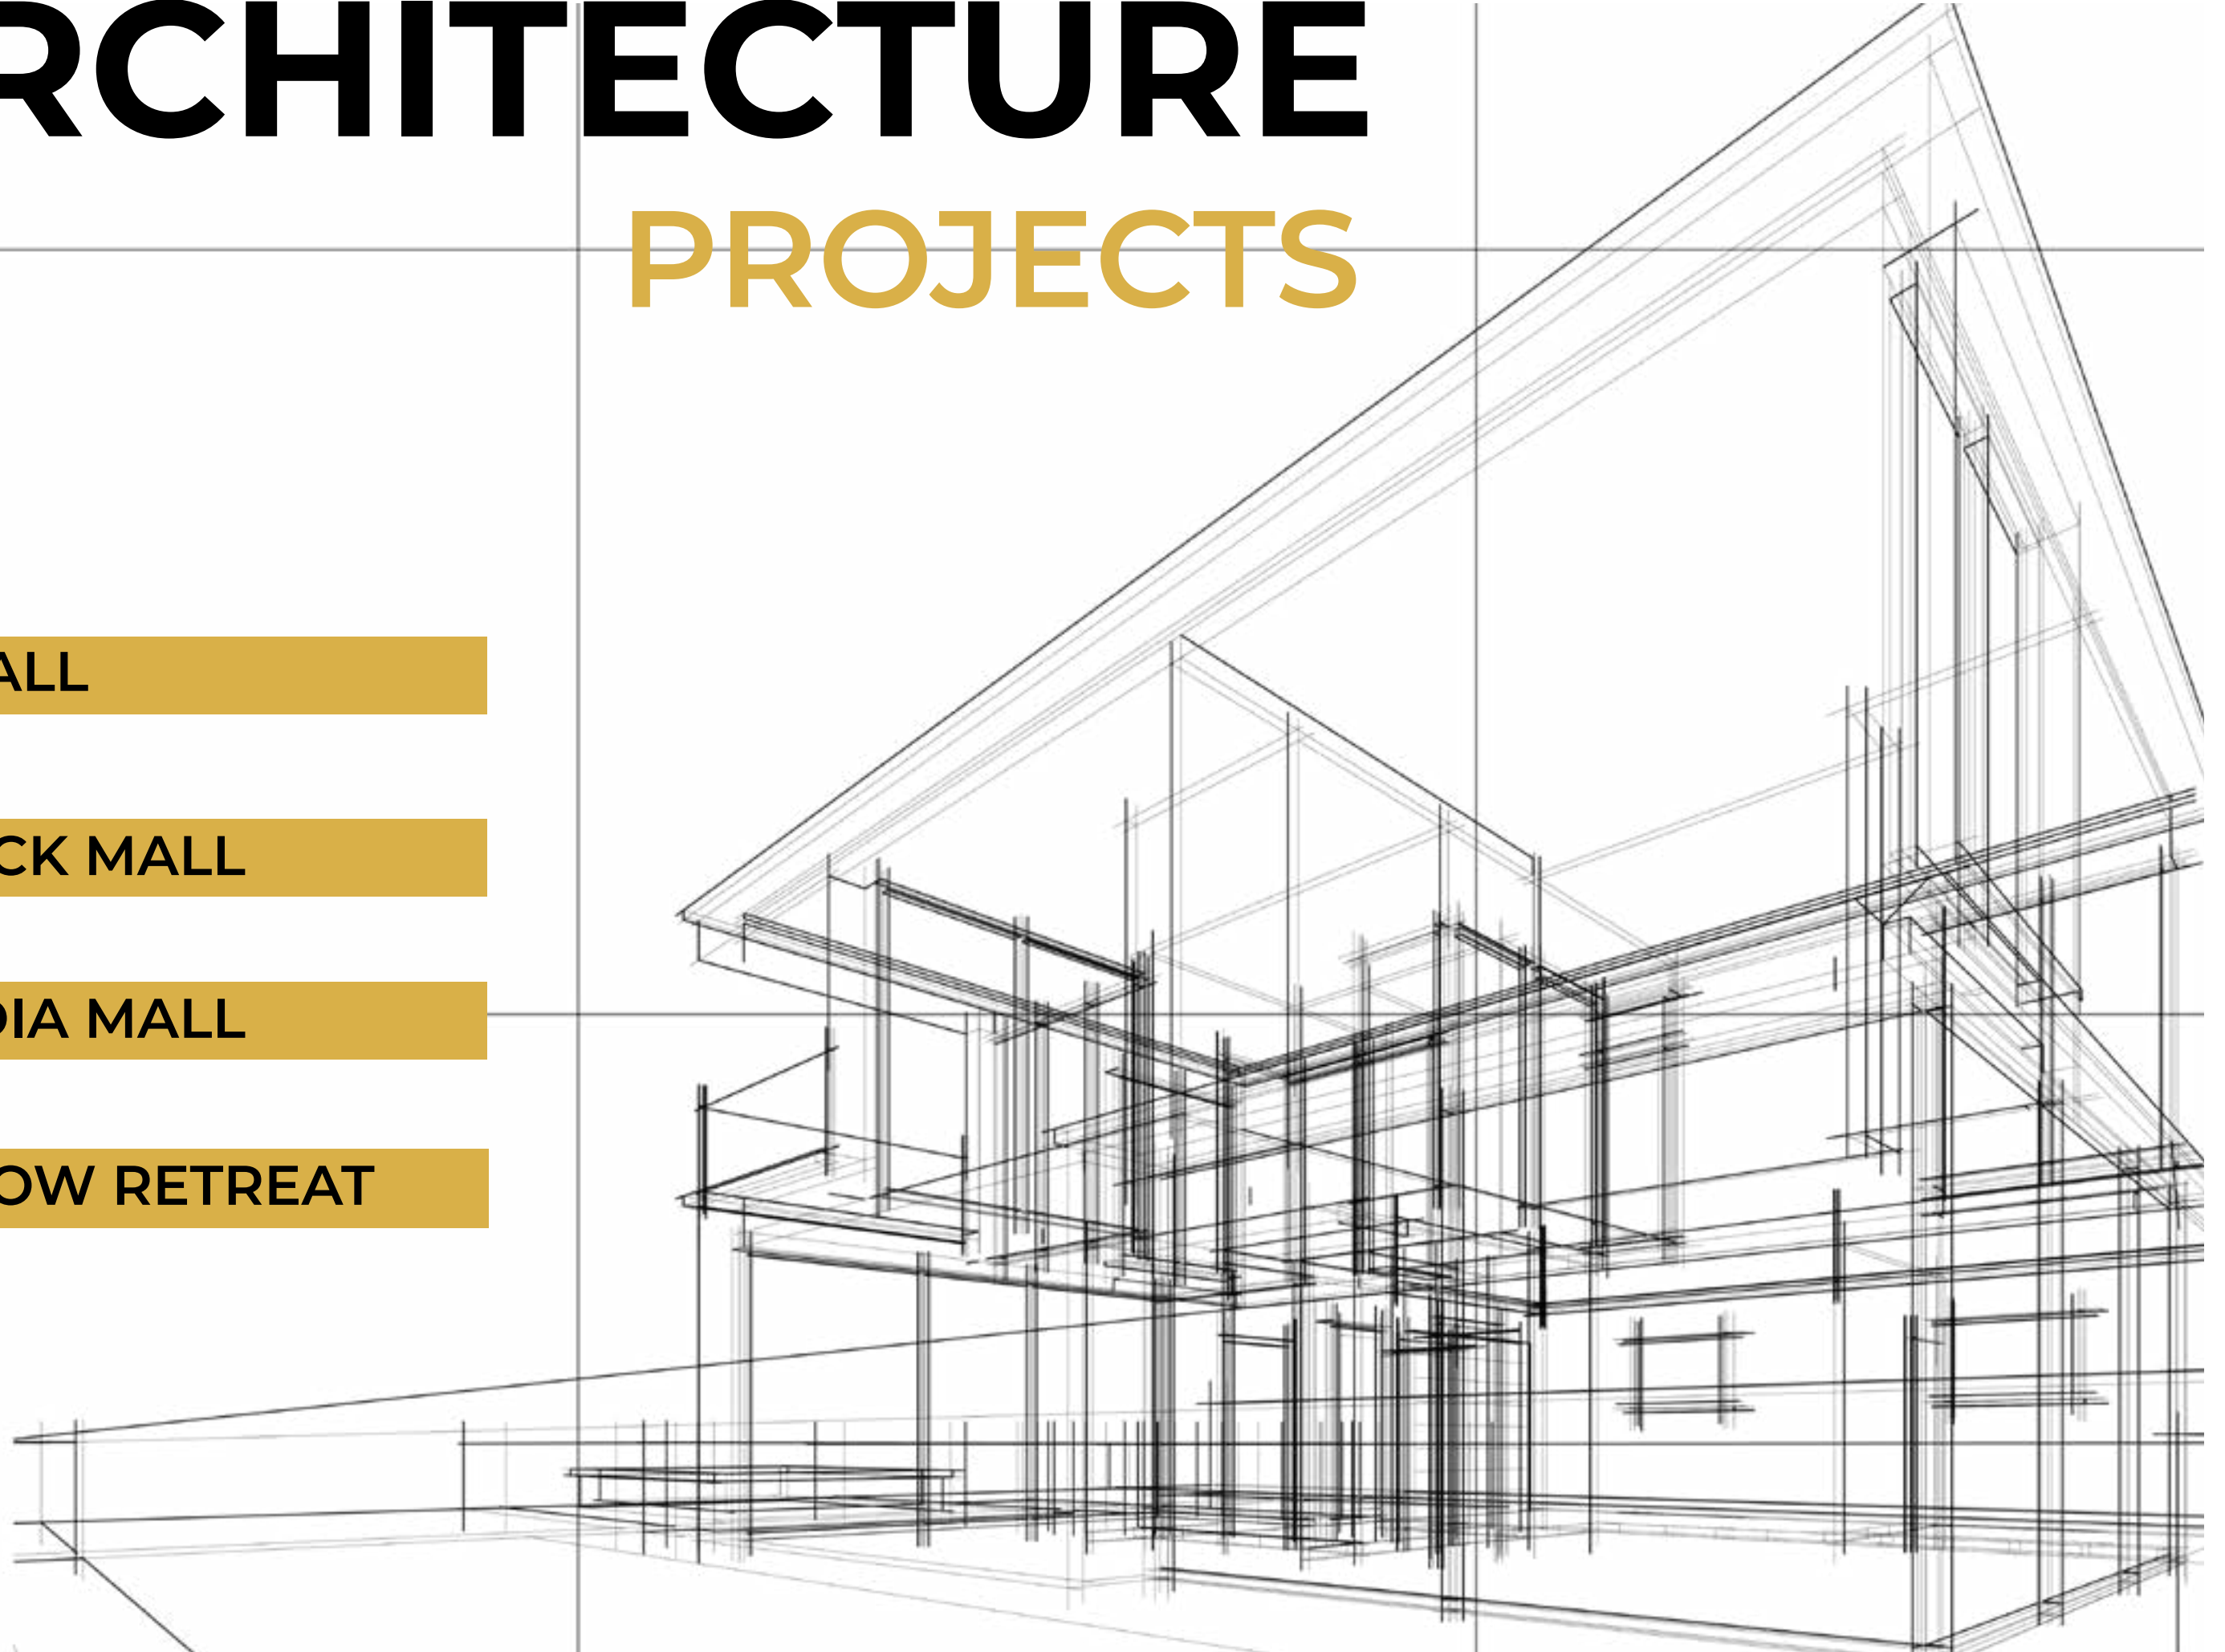 RCHITECTURE
PROJECTS
ALL
CK MALL
DIA MALL
OW RETREAT